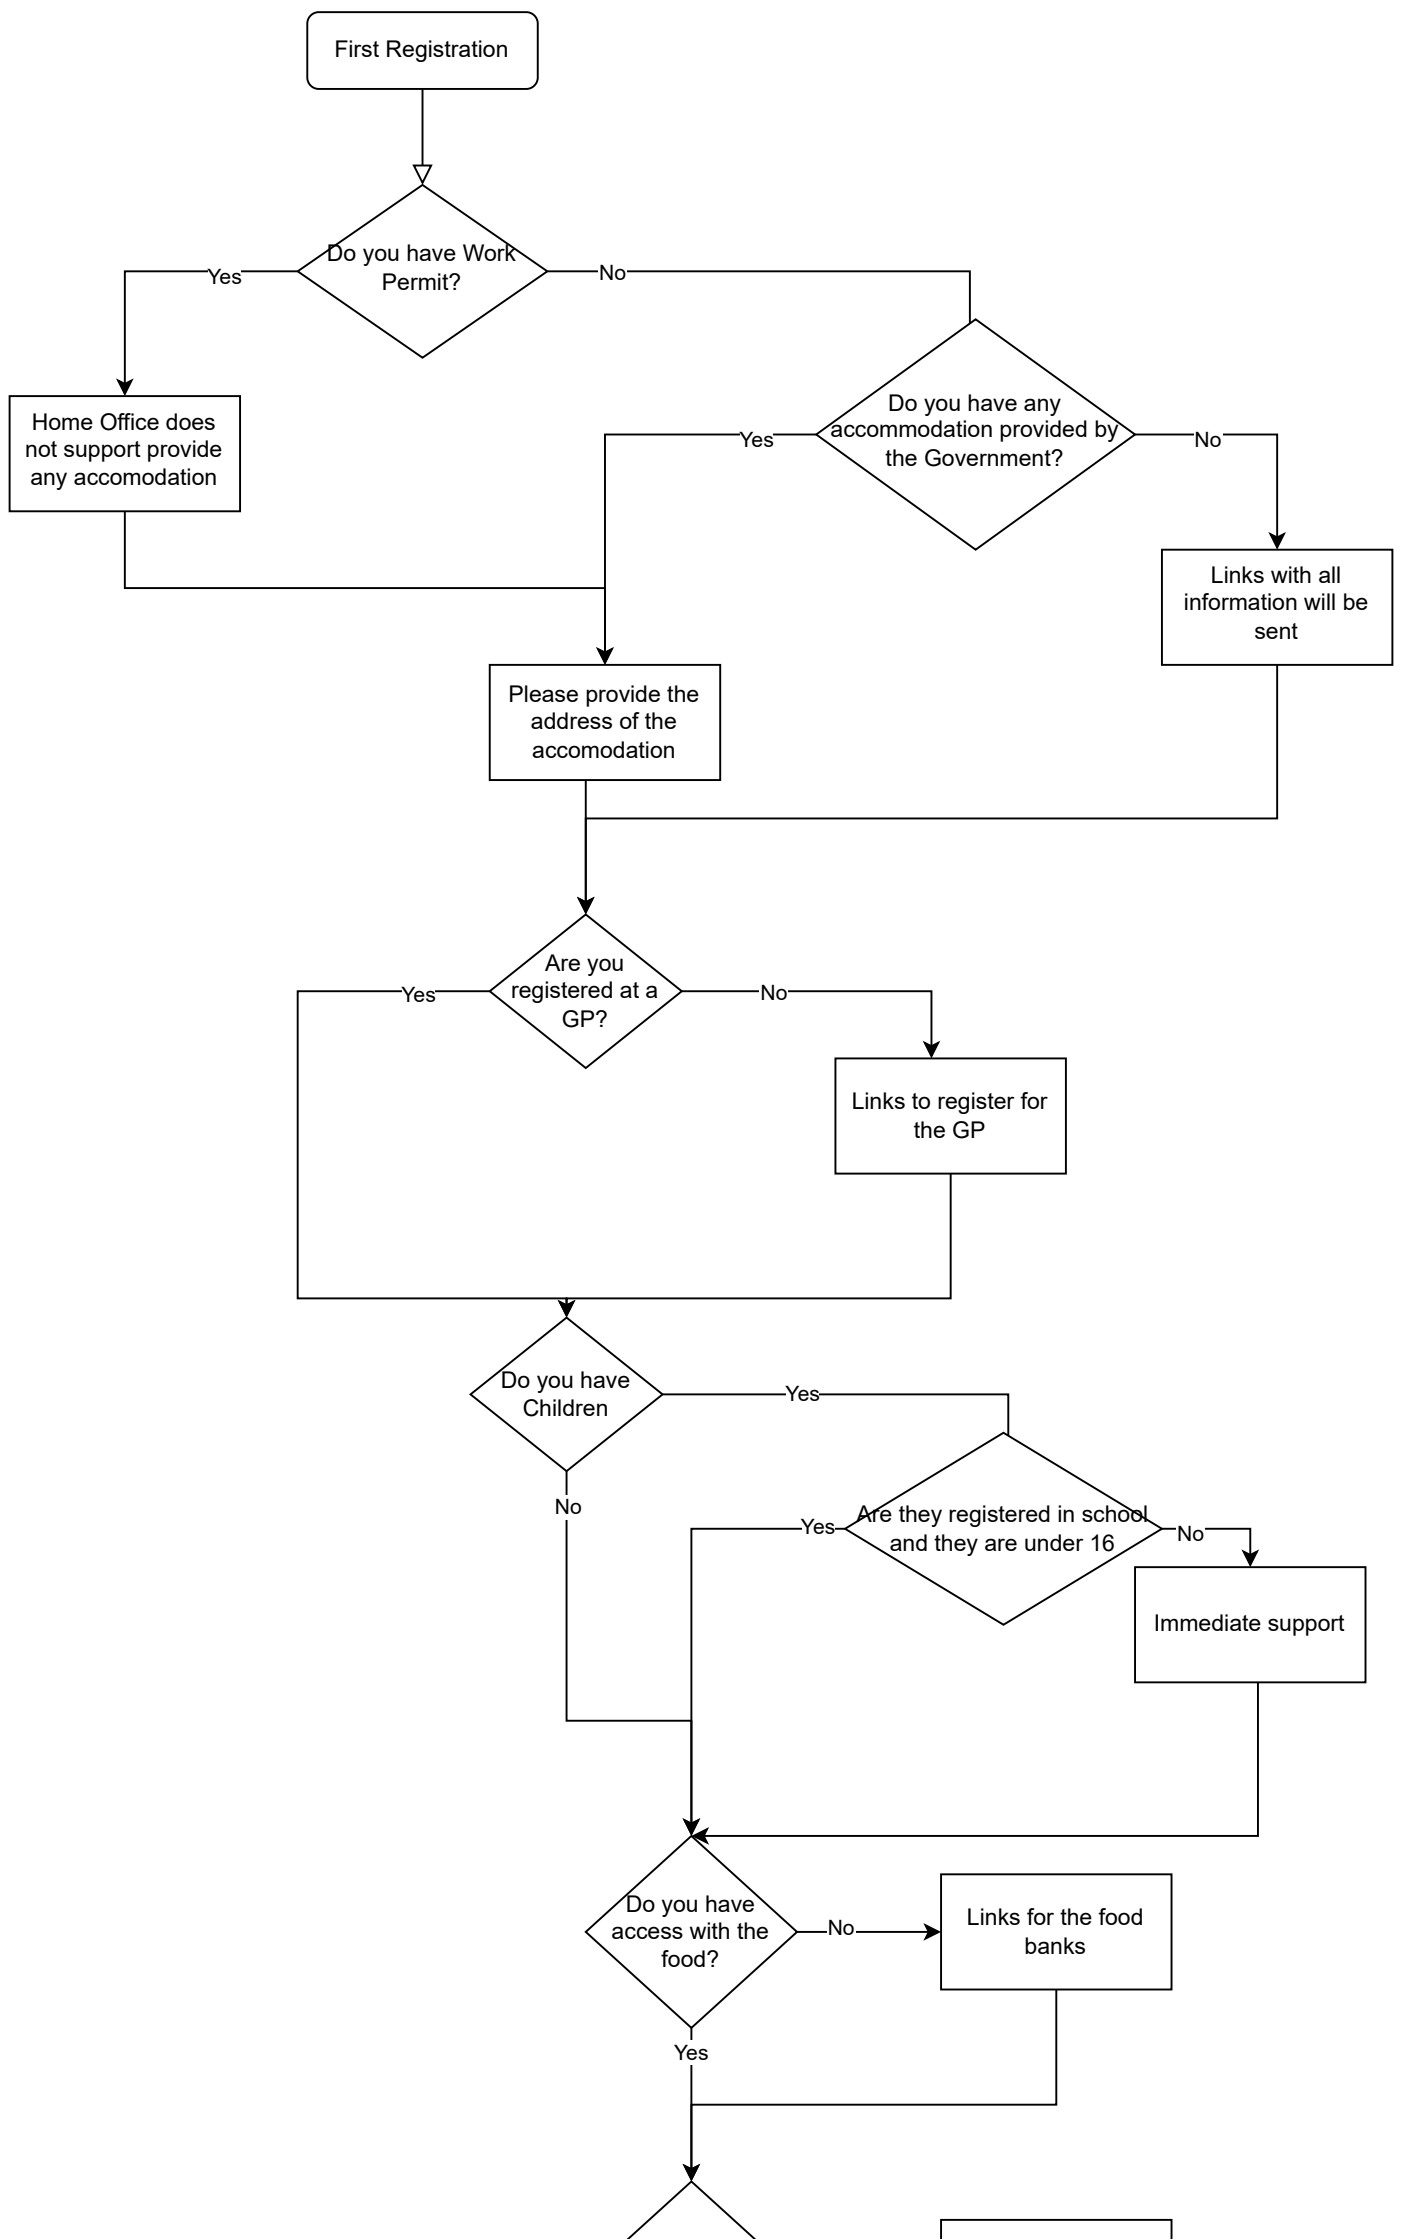 First Registration
Do you have Work
Permit?
Yes
No
Home Office does
not support provide
any accomodation
Do you have any
accommodation provided by
the Government?
Yes
No
Links with all
information will be
sent
Please provide the
address of the
accomodation
Are you
registered at a
GP?
Yes
No
Links to register for
the GP
Do you have
Children
Yes
No
Are they registered in school
and they are under 16
Yes
No
Immediate support
Do you have
access with the
food?
No
Links for the food
banks
Yes